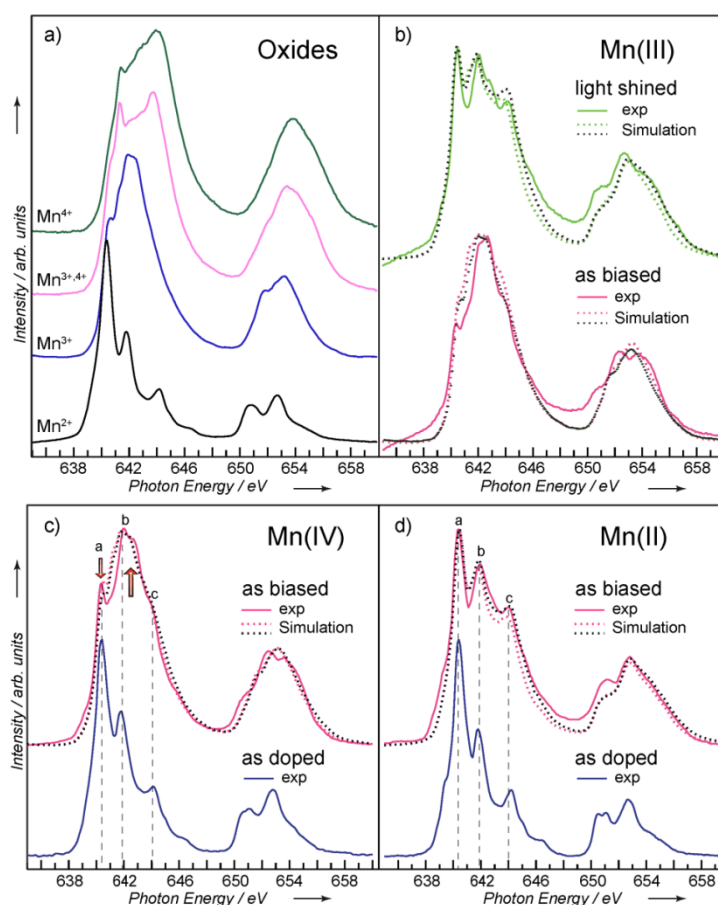 a)
Oxides
Mn4+
Mn3+,4+
Mn3+
Mn2+
Intensity / arb. units
638
642
646
650
654
658
Photon Energy / eV
b)
Mn(III)
light shined
exp
Simulation
as biased
exp
Simulation
638
642
646
650
654
658
Photon Energy / eV
c)
Mn(IV)
a
b
c
as biased
exp
Simulation
as doped
exp
Intensity / arb. units
638
642
646
650
654
658
Photon Energy / eV
d)
Mn(II)
a
b
c
as biased
exp
Simulation
as doped
exp
638
642
646
650
654
658
Photon Energy / eV